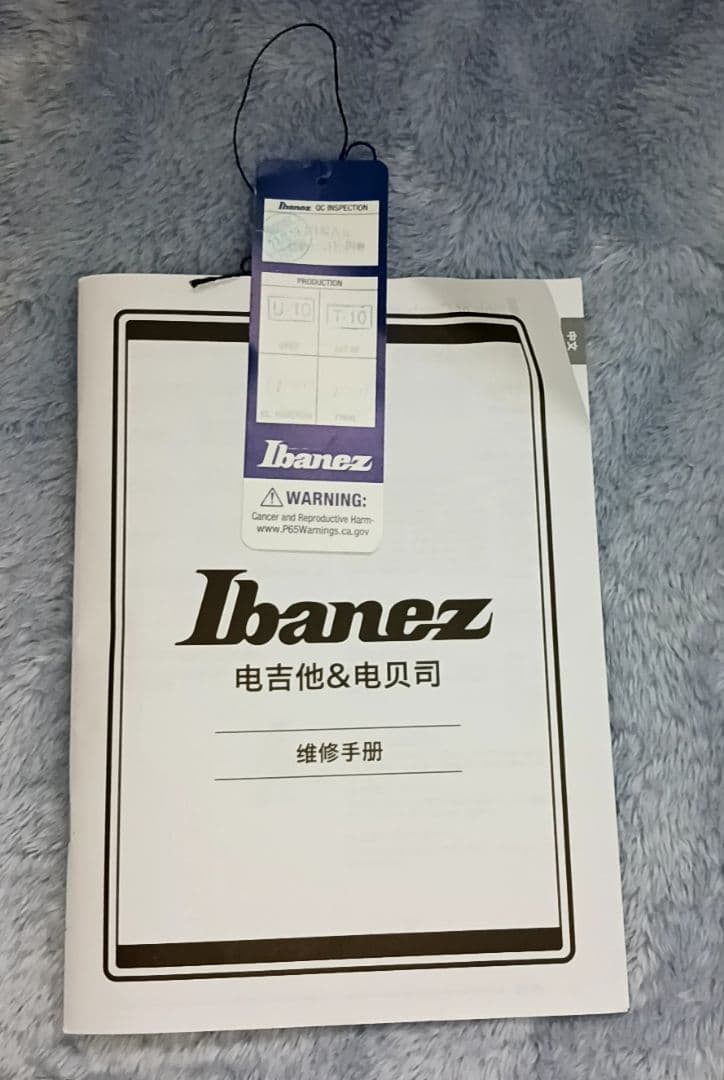 Ibanez QC INSPECTION
PRODUCTION
U-10
T-10
Ibanez
WARNING:
Cancer and Reproductive Harm-
www.P65Warnings.ca.gov
中文
Ibanez
电吉他&电贝司
维修手册